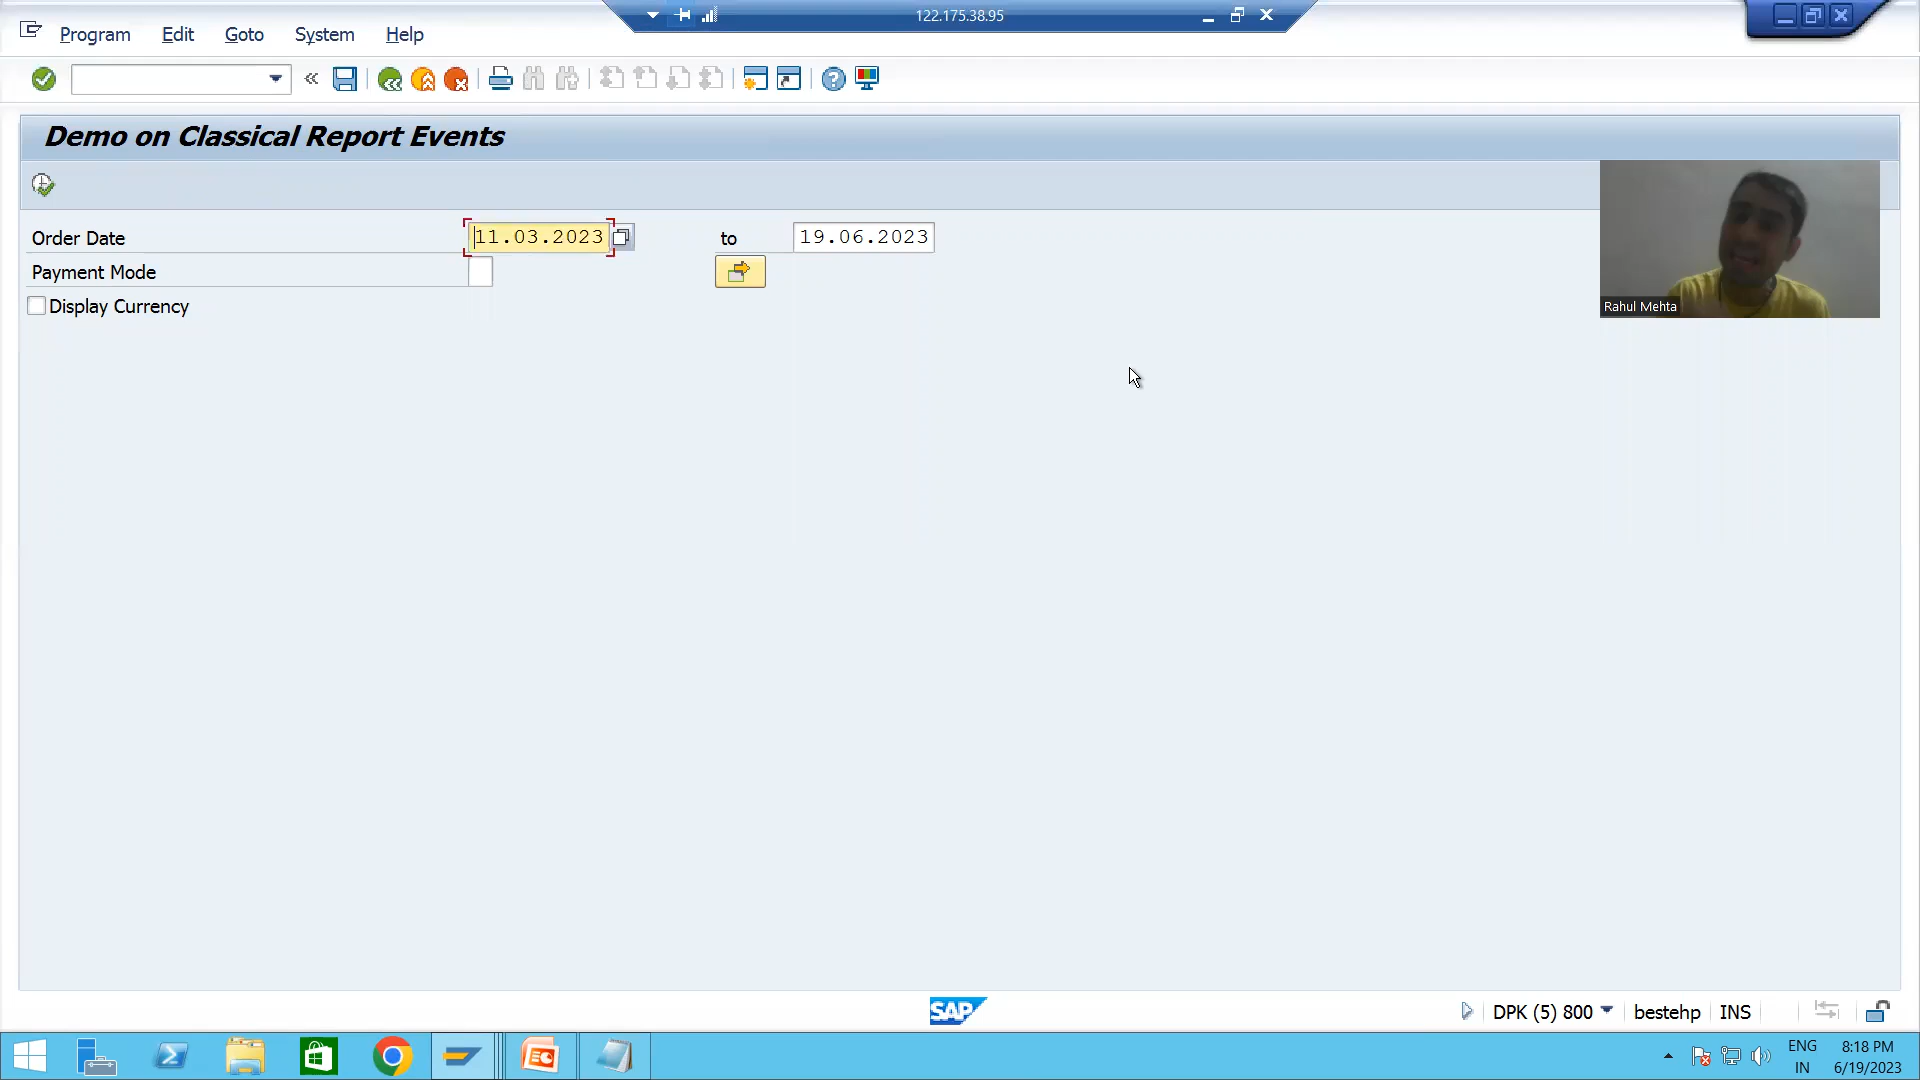 122.175.38.95
Program Edit Goto System Help
Demo on Classical Report Events
Order Date 11.03.2023 to 19.06.2023
Payment Mode
Display Currency
Rahul Mehta
SAP
DPK (5) 800 bestehp INS
ENG 8:18 PM
IN 6/19/2023